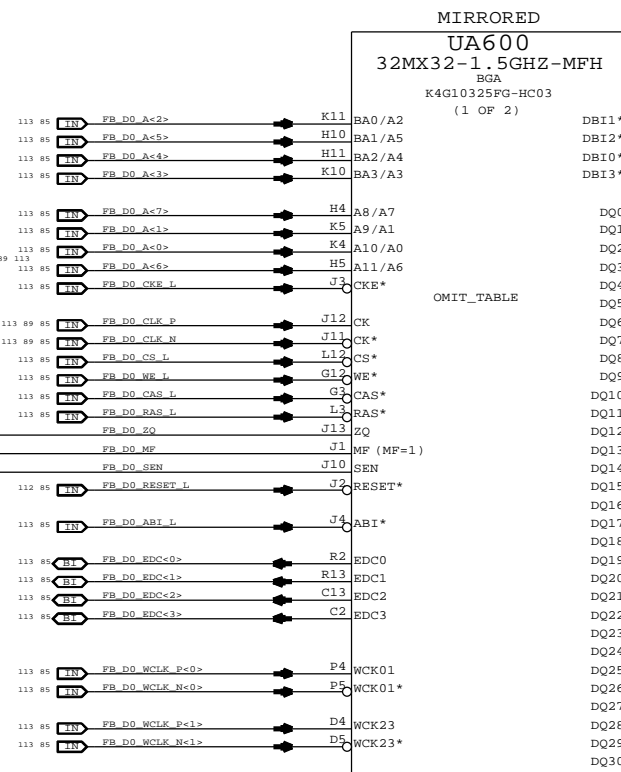 MIRRORED
UA600
32MX32-1.5GHZ-MFH
BGA
K4G10325FG-HC03
(1 OF 2)
113 85 IN FB_D0_A<2> K11 BA0/A2 DBI1*
113 85 IN FB_D0_A<5> H10 BA1/A5 DBI2*
113 85 IN FB_D0_A<4> H11 BA2/A4 DBI0*
113 85 IN FB_D0_A<3> K10 BA3/A3 DBI3*
113 85 IN FB_D0_A<7> H4 A8/A7 DQ0
113 85 IN FB_D0_A<1> K5 A9/A1 DQ1
113 85 IN FB_D0_A<0> K4 A10/A0 DQ2
89 113
113 85 IN FB_D0_A<6> H5 A11/A6 DQ3
113 85 IN FB_D0_CKE_L J3 CKE* DQ4
OMIT_TABLE DQ5
113 89 85 IN FB_D0_CLK_P J12 CK DQ6
113 89 85 IN FB_D0_CLK_N J11 CK* DQ7
113 85 IN FB_D0_CS_L L12 CS* DQ8
113 85 IN FB_D0_WE_L G12 WE* DQ9
113 85 IN FB_D0_CAS_L G3 CAS* DQ10
113 85 IN FB_D0_RAS_L L3 RAS* DQ11
FB_D0_ZQ J13 ZQ DQ12
FB_D0_MF J1 MF (MF=1) DQ13
FB_D0_SEN J10 SEN DQ14
112 85 IN FB_D0_RESET_L J2 RESET* DQ15
DQ16
113 85 IN FB_D0_ABI_L J4 ABI* DQ17
DQ18
113 85 BI FB_D0_EDC<0> R2 EDC0 DQ19
113 85 BI FB_D0_EDC<1> R13 EDC1 DQ20
113 85 BI FB_D0_EDC<2> C13 EDC2 DQ21
113 85 BI FB_D0_EDC<3> C2 EDC3 DQ22
DQ23
DQ24
113 85 IN FB_D0_WCLK_P<0> P4 WCK01 DQ25
113 85 IN FB_D0_WCLK_N<0> P5 WCK01* DQ26
DQ27
113 85 IN FB_D0_WCLK_P<1> D4 WCK23 DQ28
113 85 IN FB_D0_WCLK_N<1> D5 WCK23* DQ29
DQ30